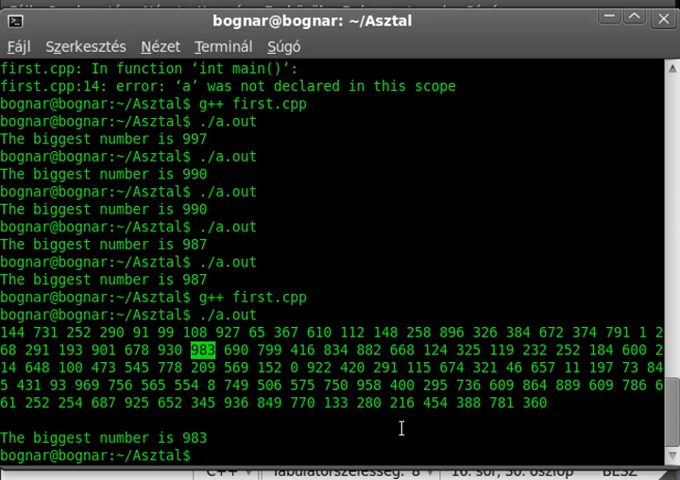 bognar@bognar: ~/Asztal
Fájl Szerkesztés Nézet Terminál Súgó
first.cpp: In function ‘int main()’:
first.cpp:14: error: ‘a’ was not declared in this scope
bognar@bognar:~/Asztal$ g++ first.cpp
bognar@bognar:~/Asztal$ ./a.out
The biggest number is 997
bognar@bognar:~/Asztal$ ./a.out
The biggest number is 990
bognar@bognar:~/Asztal$ ./a.out
The biggest number is 990
bognar@bognar:~/Asztal$ ./a.out
The biggest number is 987
bognar@bognar:~/Asztal$ ./a.out
The biggest number is 987
bognar@bognar:~/Asztal$ g++ first.cpp
bognar@bognar:~/Asztal$ ./a.out
144 731 252 290 91 99 108 927 65 367 610 112 148 258 896 326 384 672 374 791 1 2
68 291 193 901 678 930 983 690 799 416 834 882 668 124 325 119 232 252 184 600 2
14 648 100 473 545 778 209 569 152 0 922 420 291 115 674 321 46 657 11 197 73 84
5 431 93 969 756 565 554 8 749 506 575 750 958 400 295 736 609 864 889 609 786 6
61 252 254 687 925 652 345 936 849 770 133 280 216 454 388 781 360
The biggest number is 983
bognar@bognar:~/Asztal$
C++ Tabulátorszélesség: 8 16. sor, 30. oszlop BESZ